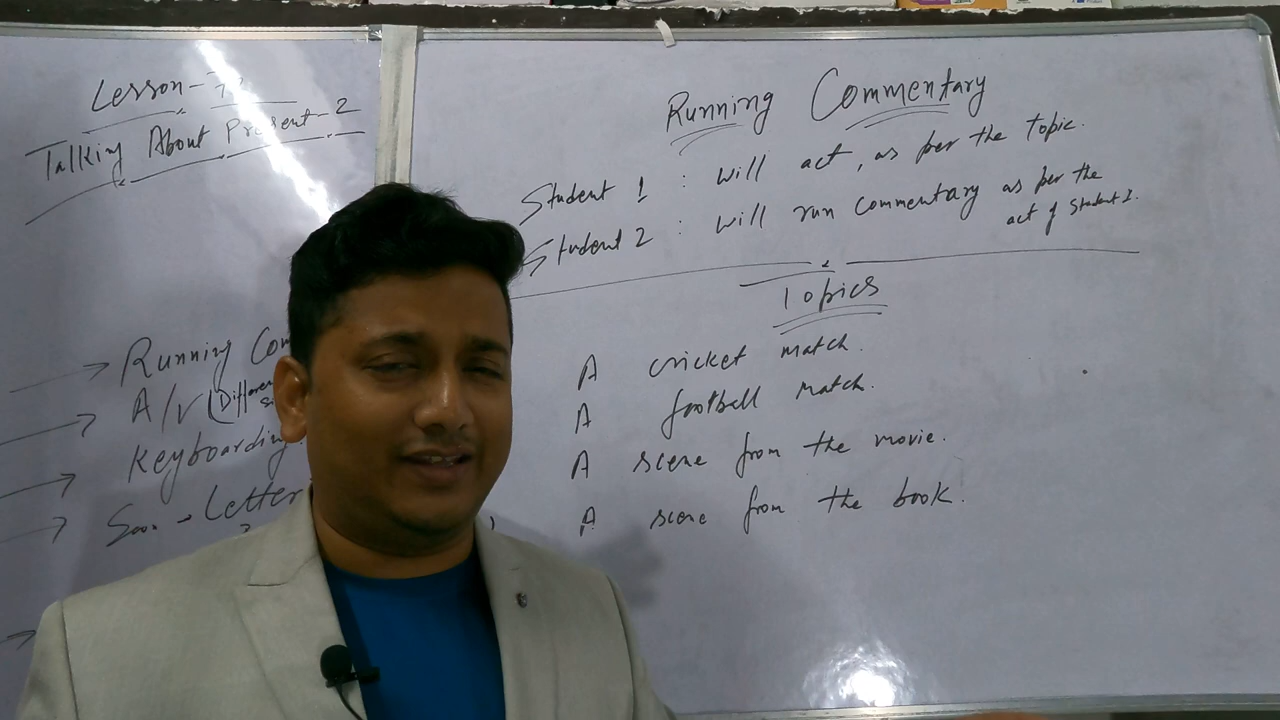 Lesson-
Talking About Present-2
Running
A/V (
Keyboarding
Soon → Letter
Running Commentary
Student 1 : will act, as per the topic.
Student 2 : will run commentary as per the
act of Student 1.
Topics
A cricket match.
A football match.
A scene from the movie.
A scene from the book.